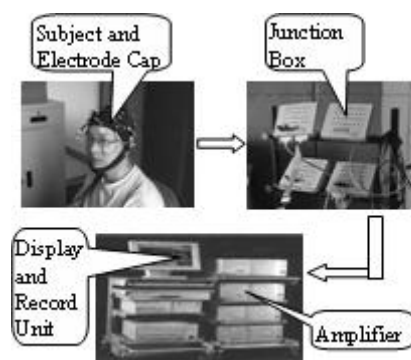 Subject and
Electrode Cap
Junction
Box
Display
and
Record
Unit
Amplifier